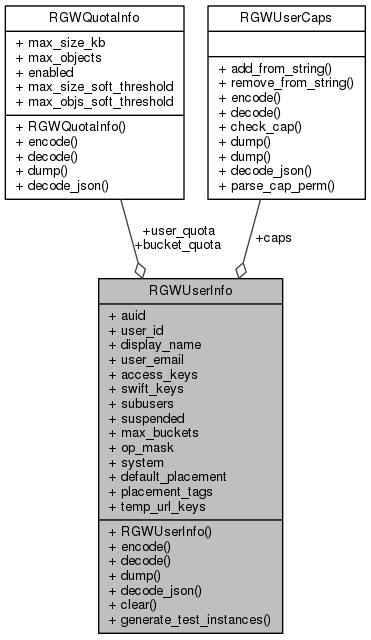 RGWQuotaInfo
+ max_size_kb
+ max_objects
+ enabled
+ max_size_soft_threshold
+ max_objs_soft_threshold
+ RGWQuotaInfo()
+ encode()
+ decode()
+ dump()
+ decode_json()
RGWUserCaps
+ add_from_string()
+ remove_from_string()
+ encode()
+ decode()
+ check_cap()
+ dump()
+ dump()
+ decode_json()
+ parse_cap_perm()
+user_quota
+bucket_quota
+caps
RGWUserInfo
+ auid
+ user_id
+ display_name
+ user_email
+ access_keys
+ swift_keys
+ subusers
+ suspended
+ max_buckets
+ op_mask
+ system
+ default_placement
+ placement_tags
+ temp_url_keys
+ RGWUserInfo()
+ encode()
+ decode()
+ dump()
+ decode_json()
+ clear()
+ generate_test_instances()